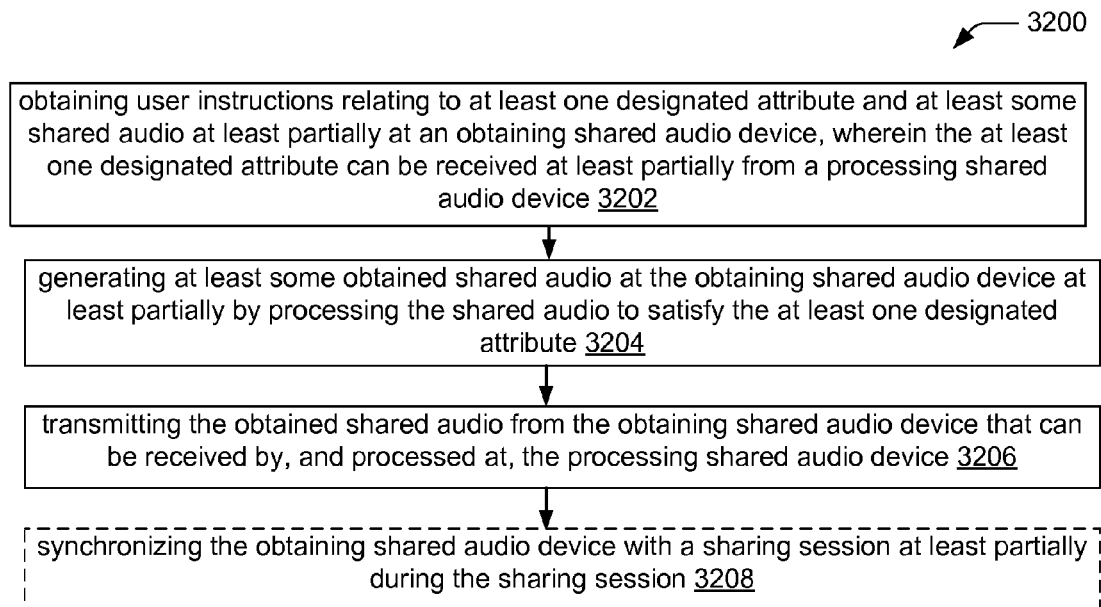 3200
obtaining user instructions relating to at least one designated attribute and at least some
shared audio at least partially at an obtaining shared audio device, wherein the at least
one designated attribute can be received at least partially from a processing shared
audio device 3202
generating at least some obtained shared audio at the obtaining shared audio device at
least partially by processing the shared audio to satisfy the at least one designated
attribute 3204
transmitting the obtained shared audio from the obtaining shared audio device that can
be received by, and processed at, the processing shared audio device 3206
synchronizing the obtaining shared audio device with a sharing session at least partially
during the sharing session 3208